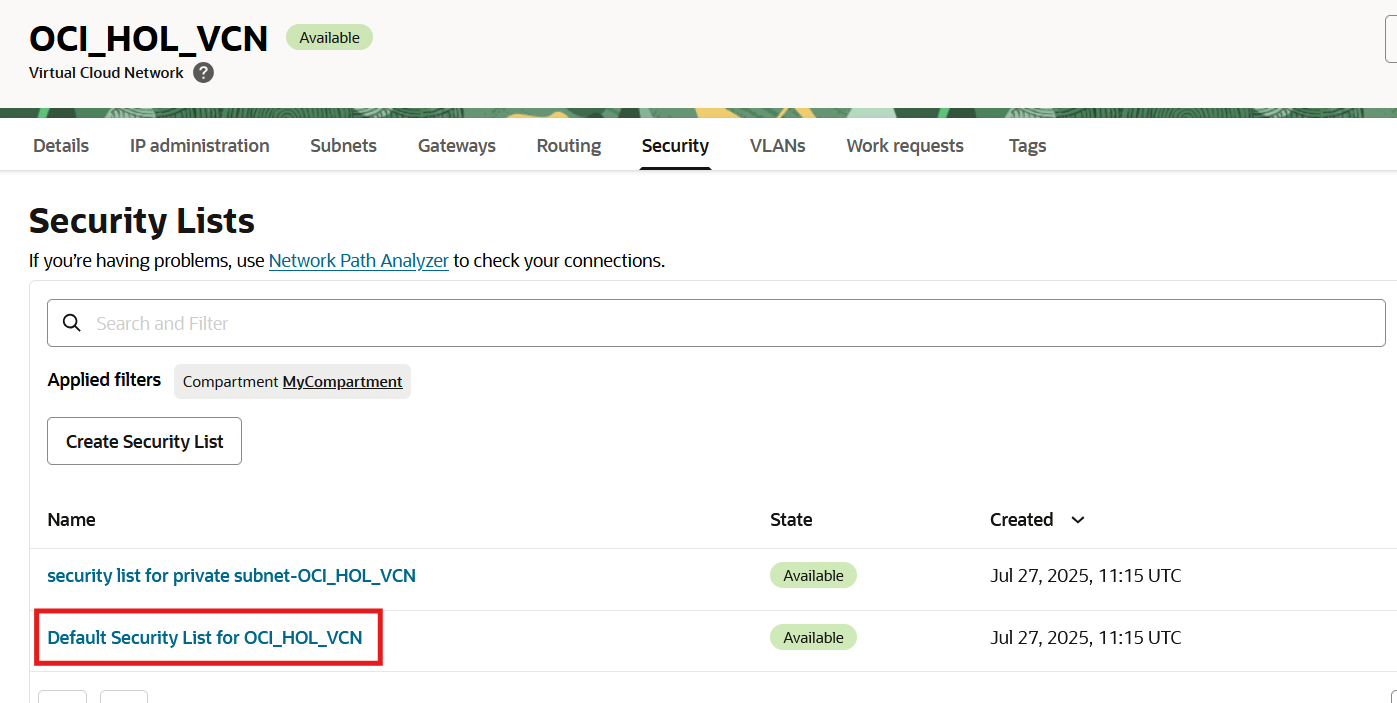 OCI_HOL_VCN Available
Virtual Cloud Network ?
Details IP administration Subnets Gateways Routing Security VLANs Work requests Tags
Security Lists
If you’re having problems, use Network Path Analyzer to check your connections.
Search and Filter
Applied filters Compartment MyCompartment
Create Security List
Name State Created
security list for private subnet-OCI_HOL_VCN Available Jul 27, 2025, 11:15 UTC
Default Security List for OCI_HOL_VCN Available Jul 27, 2025, 11:15 UTC